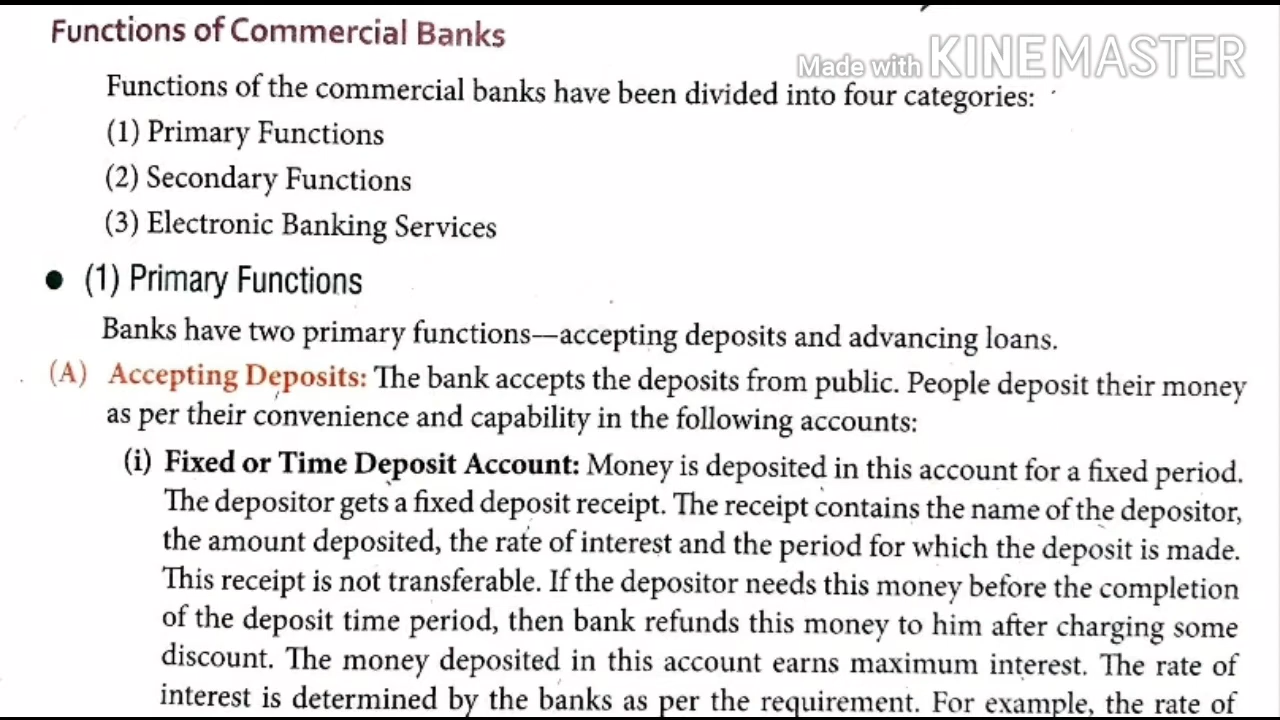 Functions of Commercial Banks
Made with KINEMASTER
Functions of the commercial banks have been divided into four categories:
(1) Primary Functions
(2) Secondary Functions
(3) Electronic Banking Services
● (1) Primary Functions
Banks have two primary functions—accepting deposits and advancing loans.
(A) Accepting Deposits: The bank accepts the deposits from public. People deposit their money
as per their convenience and capability in the following accounts:
(i) Fixed or Time Deposit Account: Money is deposited in this account for a fixed period.
The depositor gets a fixed deposit receipt. The receipt contains the name of the depositor,
the amount deposited, the rate of interest and the period for which the deposit is made.
This receipt is not transferable. If the depositor needs this money before the completion
of the deposit time period, then bank refunds this money to him after charging some
discount. The money deposited in this account earns maximum interest. The rate of
interest is determined by the banks as per the requirement. For example, the rate of